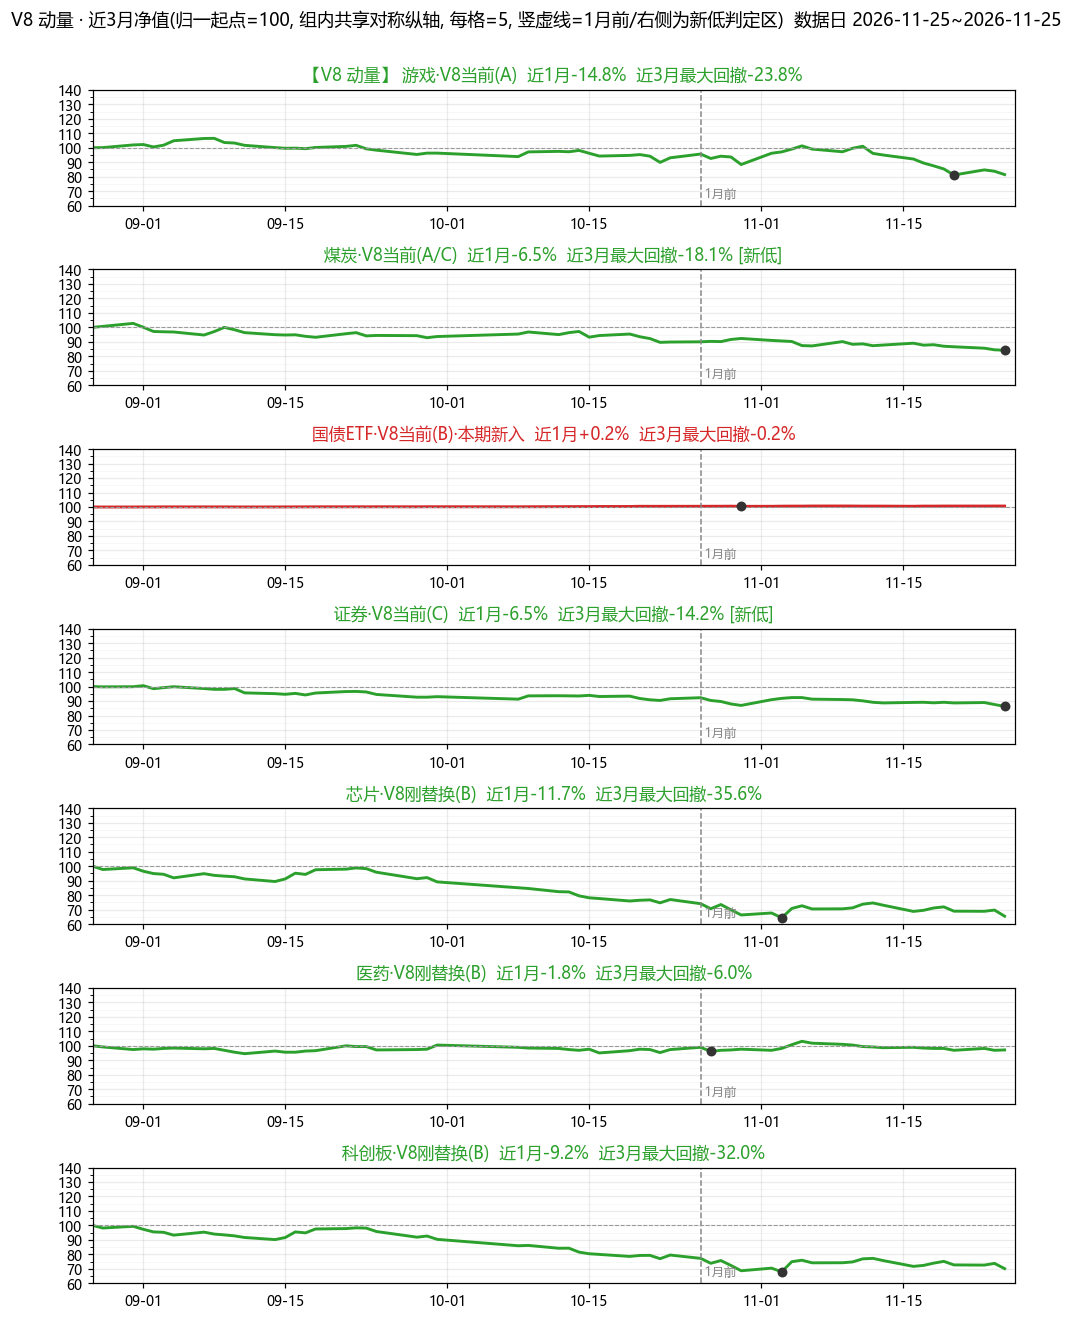 V8 动量 · 近3月净值(归一起点=100, 组内共享对称纵轴, 每格=5, 竖虚线=1月前/右侧为新低判定区)  数据日 2026-11-25~2026-11-25
【V8 动量】 游戏·V8当前(A)  近1月-14.8%  近3月最大回撤-23.8%
140
130
120
110
100
90
80
70
60
1月前
09-01 09-15 10-01 10-15 11-01 11-15
煤炭·V8当前(A/C)  近1月-6.5%  近3月最大回撤-18.1% [新低]
140
130
120
110
100
90
80
70
60
1月前
09-01 09-15 10-01 10-15 11-01 11-15
国债ETF·V8当前(B)·本期新入  近1月+0.2%  近3月最大回撤-0.2%
140
130
120
110
100
90
80
70
60
1月前
09-01 09-15 10-01 10-15 11-01 11-15
证券·V8当前(C)  近1月-6.5%  近3月最大回撤-14.2% [新低]
140
130
120
110
100
90
80
70
60
1月前
09-01 09-15 10-01 10-15 11-01 11-15
芯片·V8刚替换(B)  近1月-11.7%  近3月最大回撤-35.6%
140
130
120
110
100
90
80
70
60
1月前
09-01 09-15 10-01 10-15 11-01 11-15
医药·V8刚替换(B)  近1月-1.8%  近3月最大回撤-6.0%
140
130
120
110
100
90
80
70
60
1月前
09-01 09-15 10-01 10-15 11-01 11-15
科创板·V8刚替换(B)  近1月-9.2%  近3月最大回撤-32.0%
140
130
120
110
100
90
80
70
60
1月前
09-01 09-15 10-01 10-15 11-01 11-15